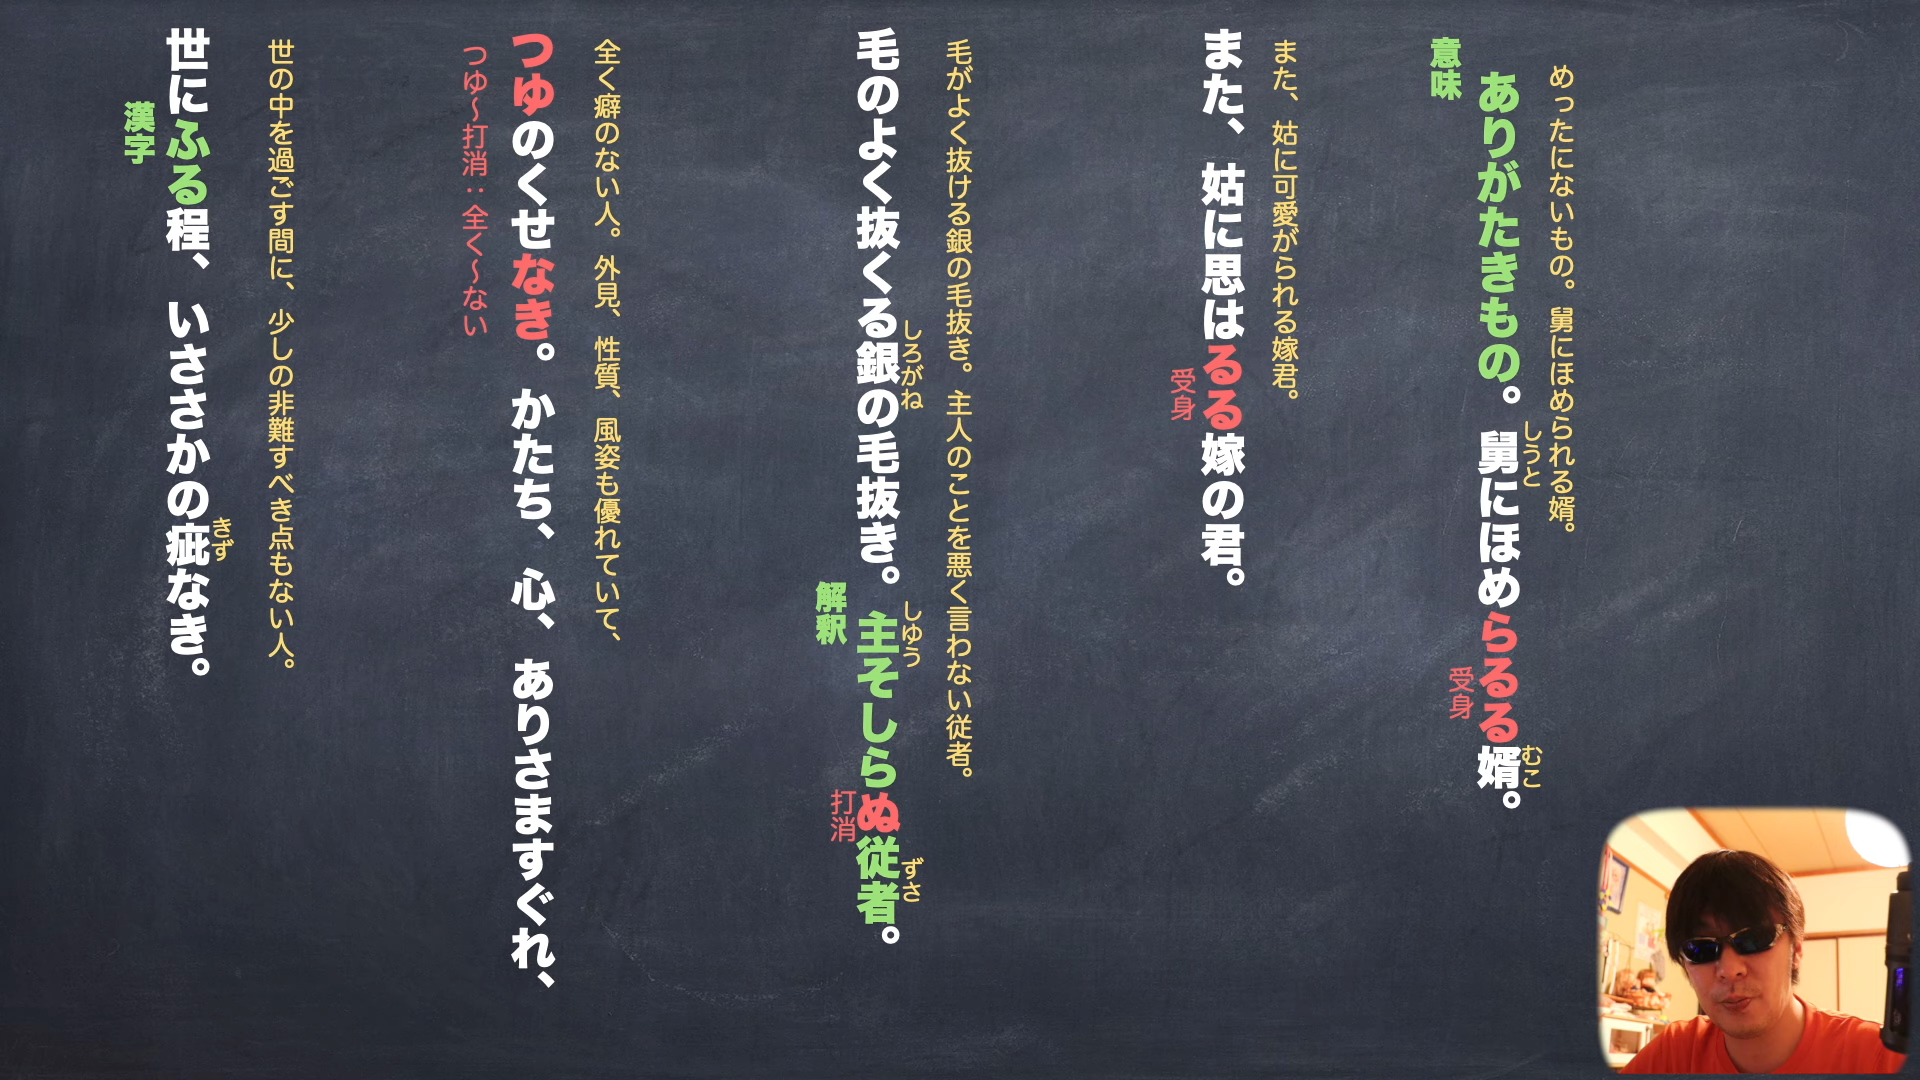 めったにないもの。舅にほめられる婿。
ありがたきもの。舅にほめらるる婿。
しうと
むこ
意味
受身
また、姑に可愛がられる嫁君。
また、姑に思はるる嫁の君。
受身
毛がよく抜ける銀の毛抜き。主人のことを悪く言わない従者。
毛のよく抜くる銀の毛抜き。主そしらぬ従者。
しろがね
しゆう
ずさ
解釈
打消
全く癖のない人。外見、性質、風姿も優れていて、
つゆのくせなき。かたち、心、ありさますぐれ、
つゆ〜打消:全く〜ない
世の中を過ごす間に、少しの非難すべき点もない人。
世にふる程、いささかの疵なき。
きず
漢字